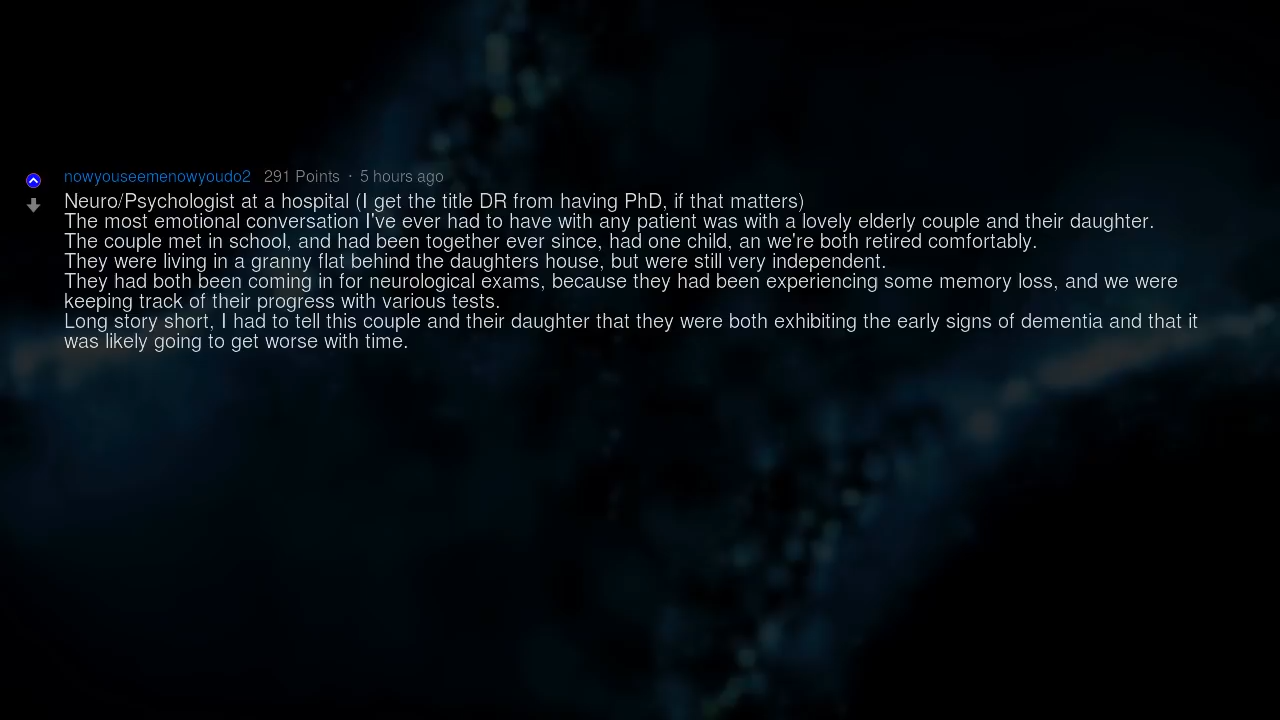 nowyouseemenowyoudo2 291 Points · 5 hours ago
Neuro/Psychologist at a hospital (I get the title DR from having PhD, if that matters)
The most emotional conversation I've ever had to have with any patient was with a lovely elderly couple and their daughter.
The couple met in school, and had been together ever since, had one child, an we're both retired comfortably.
They were living in a granny flat behind the daughters house, but were still very independent.
They had both been coming in for neurological exams, because they had been experiencing some memory loss, and we were
keeping track of their progress with various tests.
Long story short, I had to tell this couple and their daughter that they were both exhibiting the early signs of dementia and that it
was likely going to get worse with time.